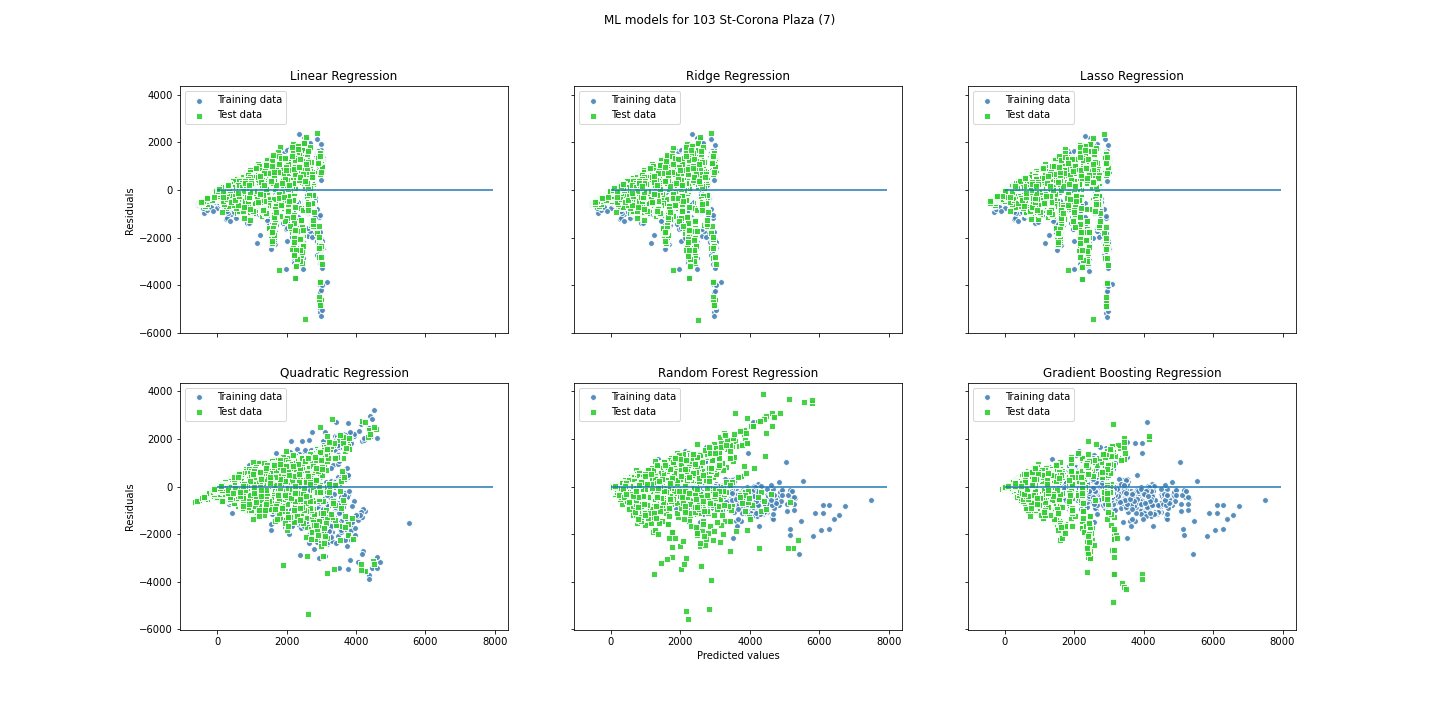 ML models for 103 St-Corona Plaza (7)
Linear Regression
Ridge Regression
Lasso Regression
Training data
Test data
Training data
Test data
Training data
Test data
4000
2000
0
−2000
−4000
−6000
Residuals
Quadratic Regression
Random Forest Regression
Gradient Boosting Regression
Training data
Test data
Training data
Test data
Training data
Test data
4000
2000
0
−2000
−4000
−6000
Residuals
0 2000 4000 6000 8000
0 2000 4000 6000 8000
0 2000 4000 6000 8000
Predicted values